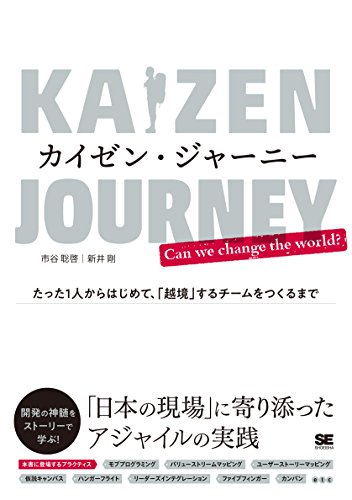 KAIZEN
カイゼン・ジャーニー
JOURNEY
Can we change the world?
市谷 聡啓｜新井 剛
たった1人からはじめて、「越境」するチームをつくるまで
開発の神髄を
ストーリーで
学ぶ!
「日本の現場」に寄り添った
アジャイルの実践
SE
SHOEISHA
本書に登場するプラクティス モブプログラミング バリューストリームマッピング ユーザーストーリーマッピング
仮説キャンバス ハンガーフライト リーダーズインテグレーション ファイブフィンガー カンバン etc